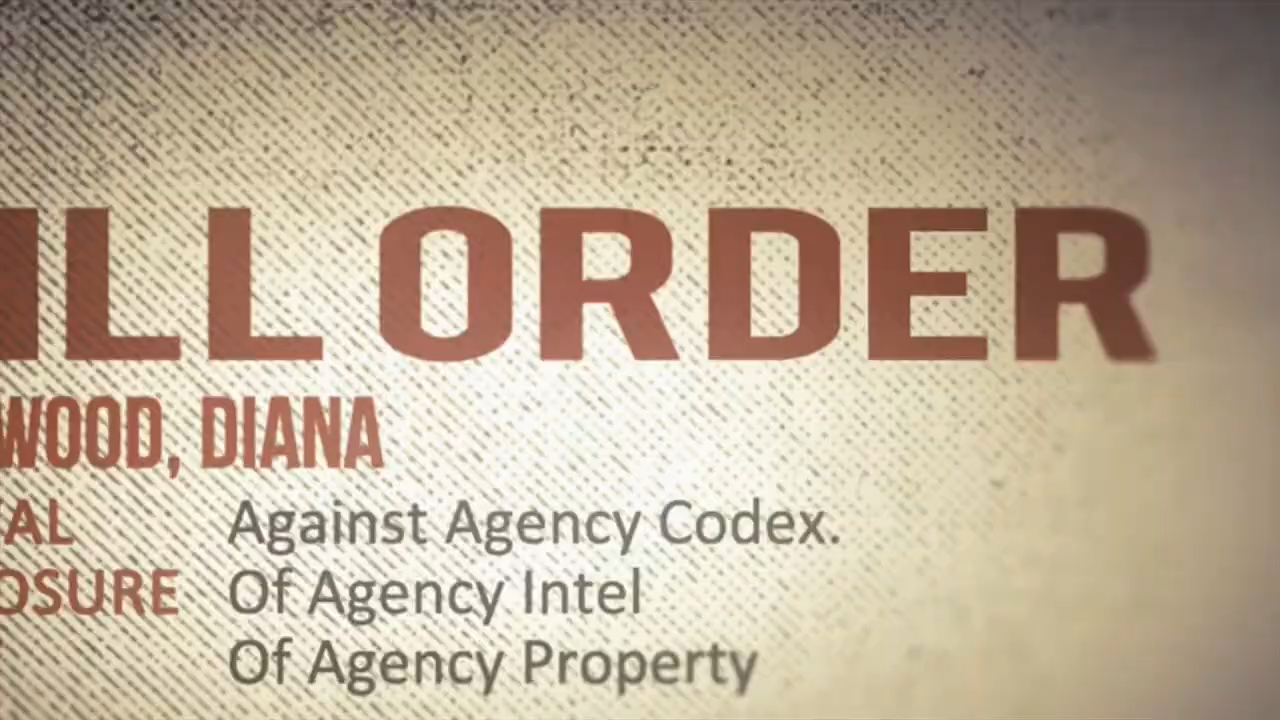 ILL ORDER
WOOD, DIANA
AL Against Agency Codex.
OSURE Of Agency Intel
Of Agency Property